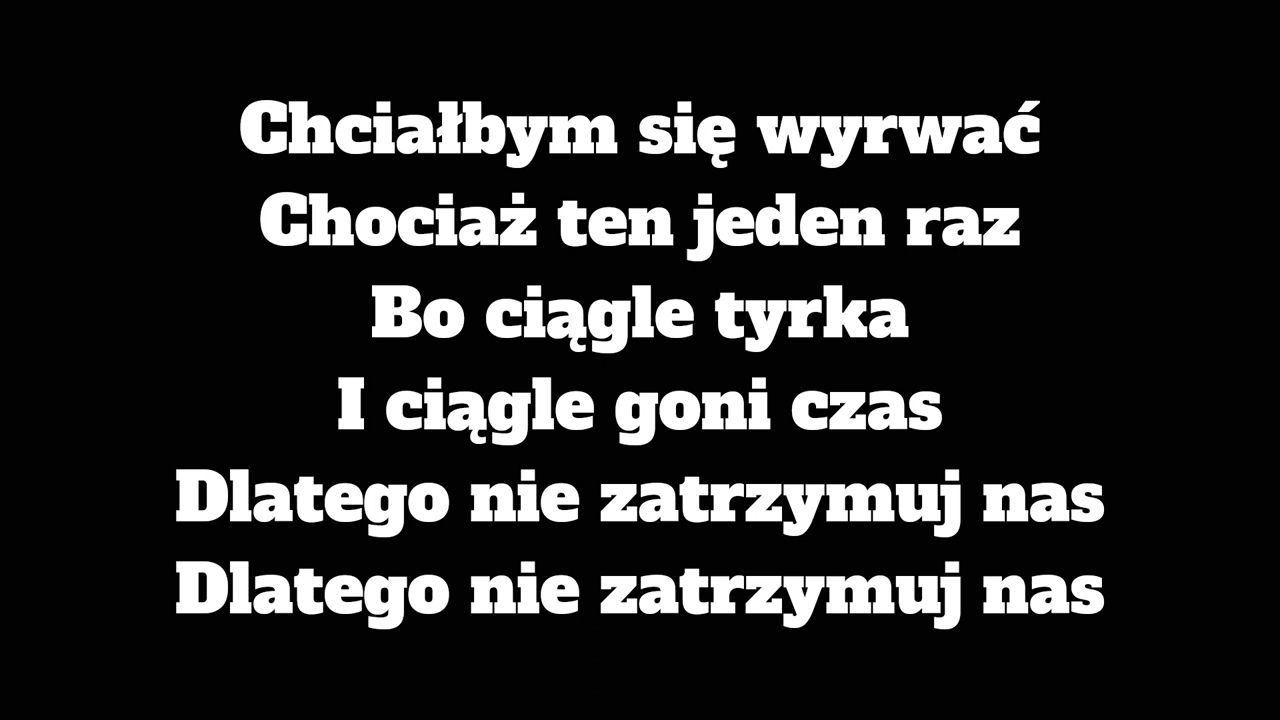 Chciałbym się wyrwać
Chociaż ten jeden raz
Bo ciągle tyrka
I ciągle goni czas
Dlatego nie zatrzymuj nas
Dlatego nie zatrzymuj nas